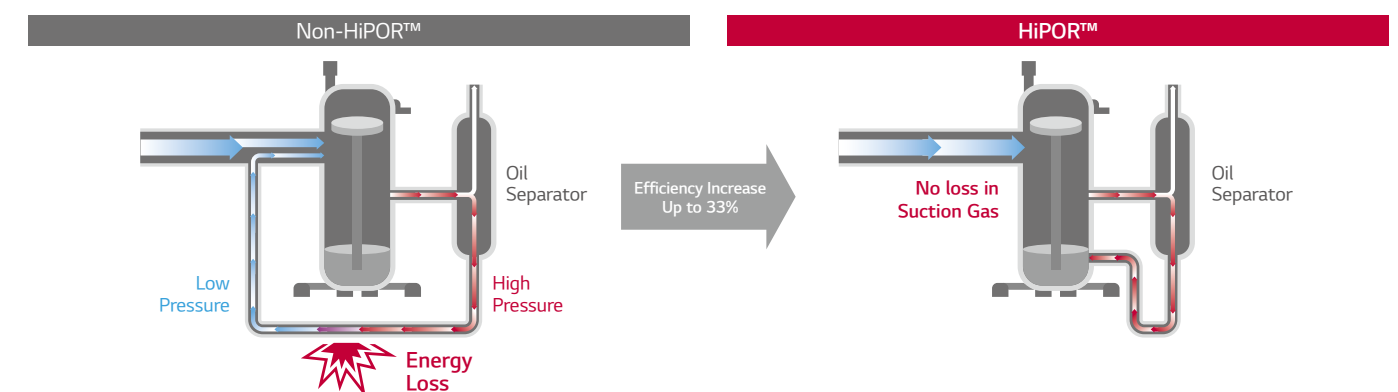 Non-HiPOR™
HiPOR™
Oil
Separator
Low
Pressure
High
Pressure
Energy
Loss
Efficiency Increase
Up to 33%
No loss in
Suction Gas
Oil
Separator